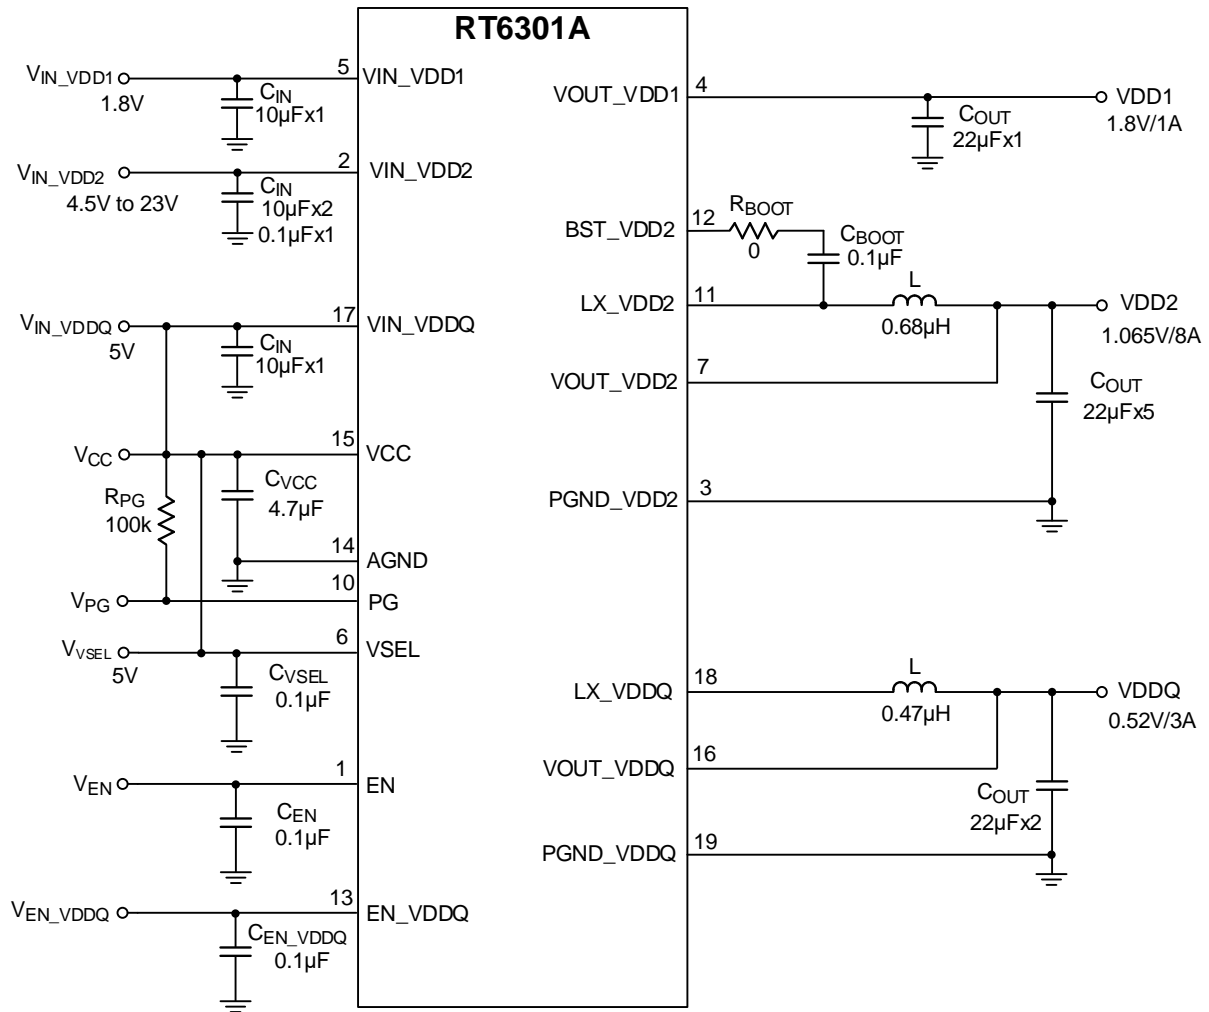 RT6301A
VIN_VDD1
1.8V
5
VIN_VDD1
CIN
10µFx1
VIN_VDD2
4.5V to 23V
2
VIN_VDD2
CIN
10µFx2
0.1µFx1
VIN_VDDQ
5V
17
VIN_VDDQ
CIN
10µFx1
VCC
15
VCC
RPG
100k
CVCC
4.7µF
14
AGND
VPG
10
PG
VVSEL
5V
6
VSEL
CVSEL
0.1µF
VEN
1
EN
CEN
0.1µF
VEN_VDDQ
13
EN_VDDQ
CEN_VDDQ
0.1µF
VOUT_VDD1
4
COUT
22µFx1
VDD1
1.8V/1A
BST_VDD2
12
RBOOT
0
CBOOT
0.1µF
LX_VDD2
11
L
0.68µH
VDD2
1.065V/8A
VOUT_VDD2
7
COUT
22µFx5
PGND_VDD2
3
LX_VDDQ
18
L
0.47µH
VDDQ
0.52V/3A
VOUT_VDDQ
16
COUT
22µFx2
PGND_VDDQ
19